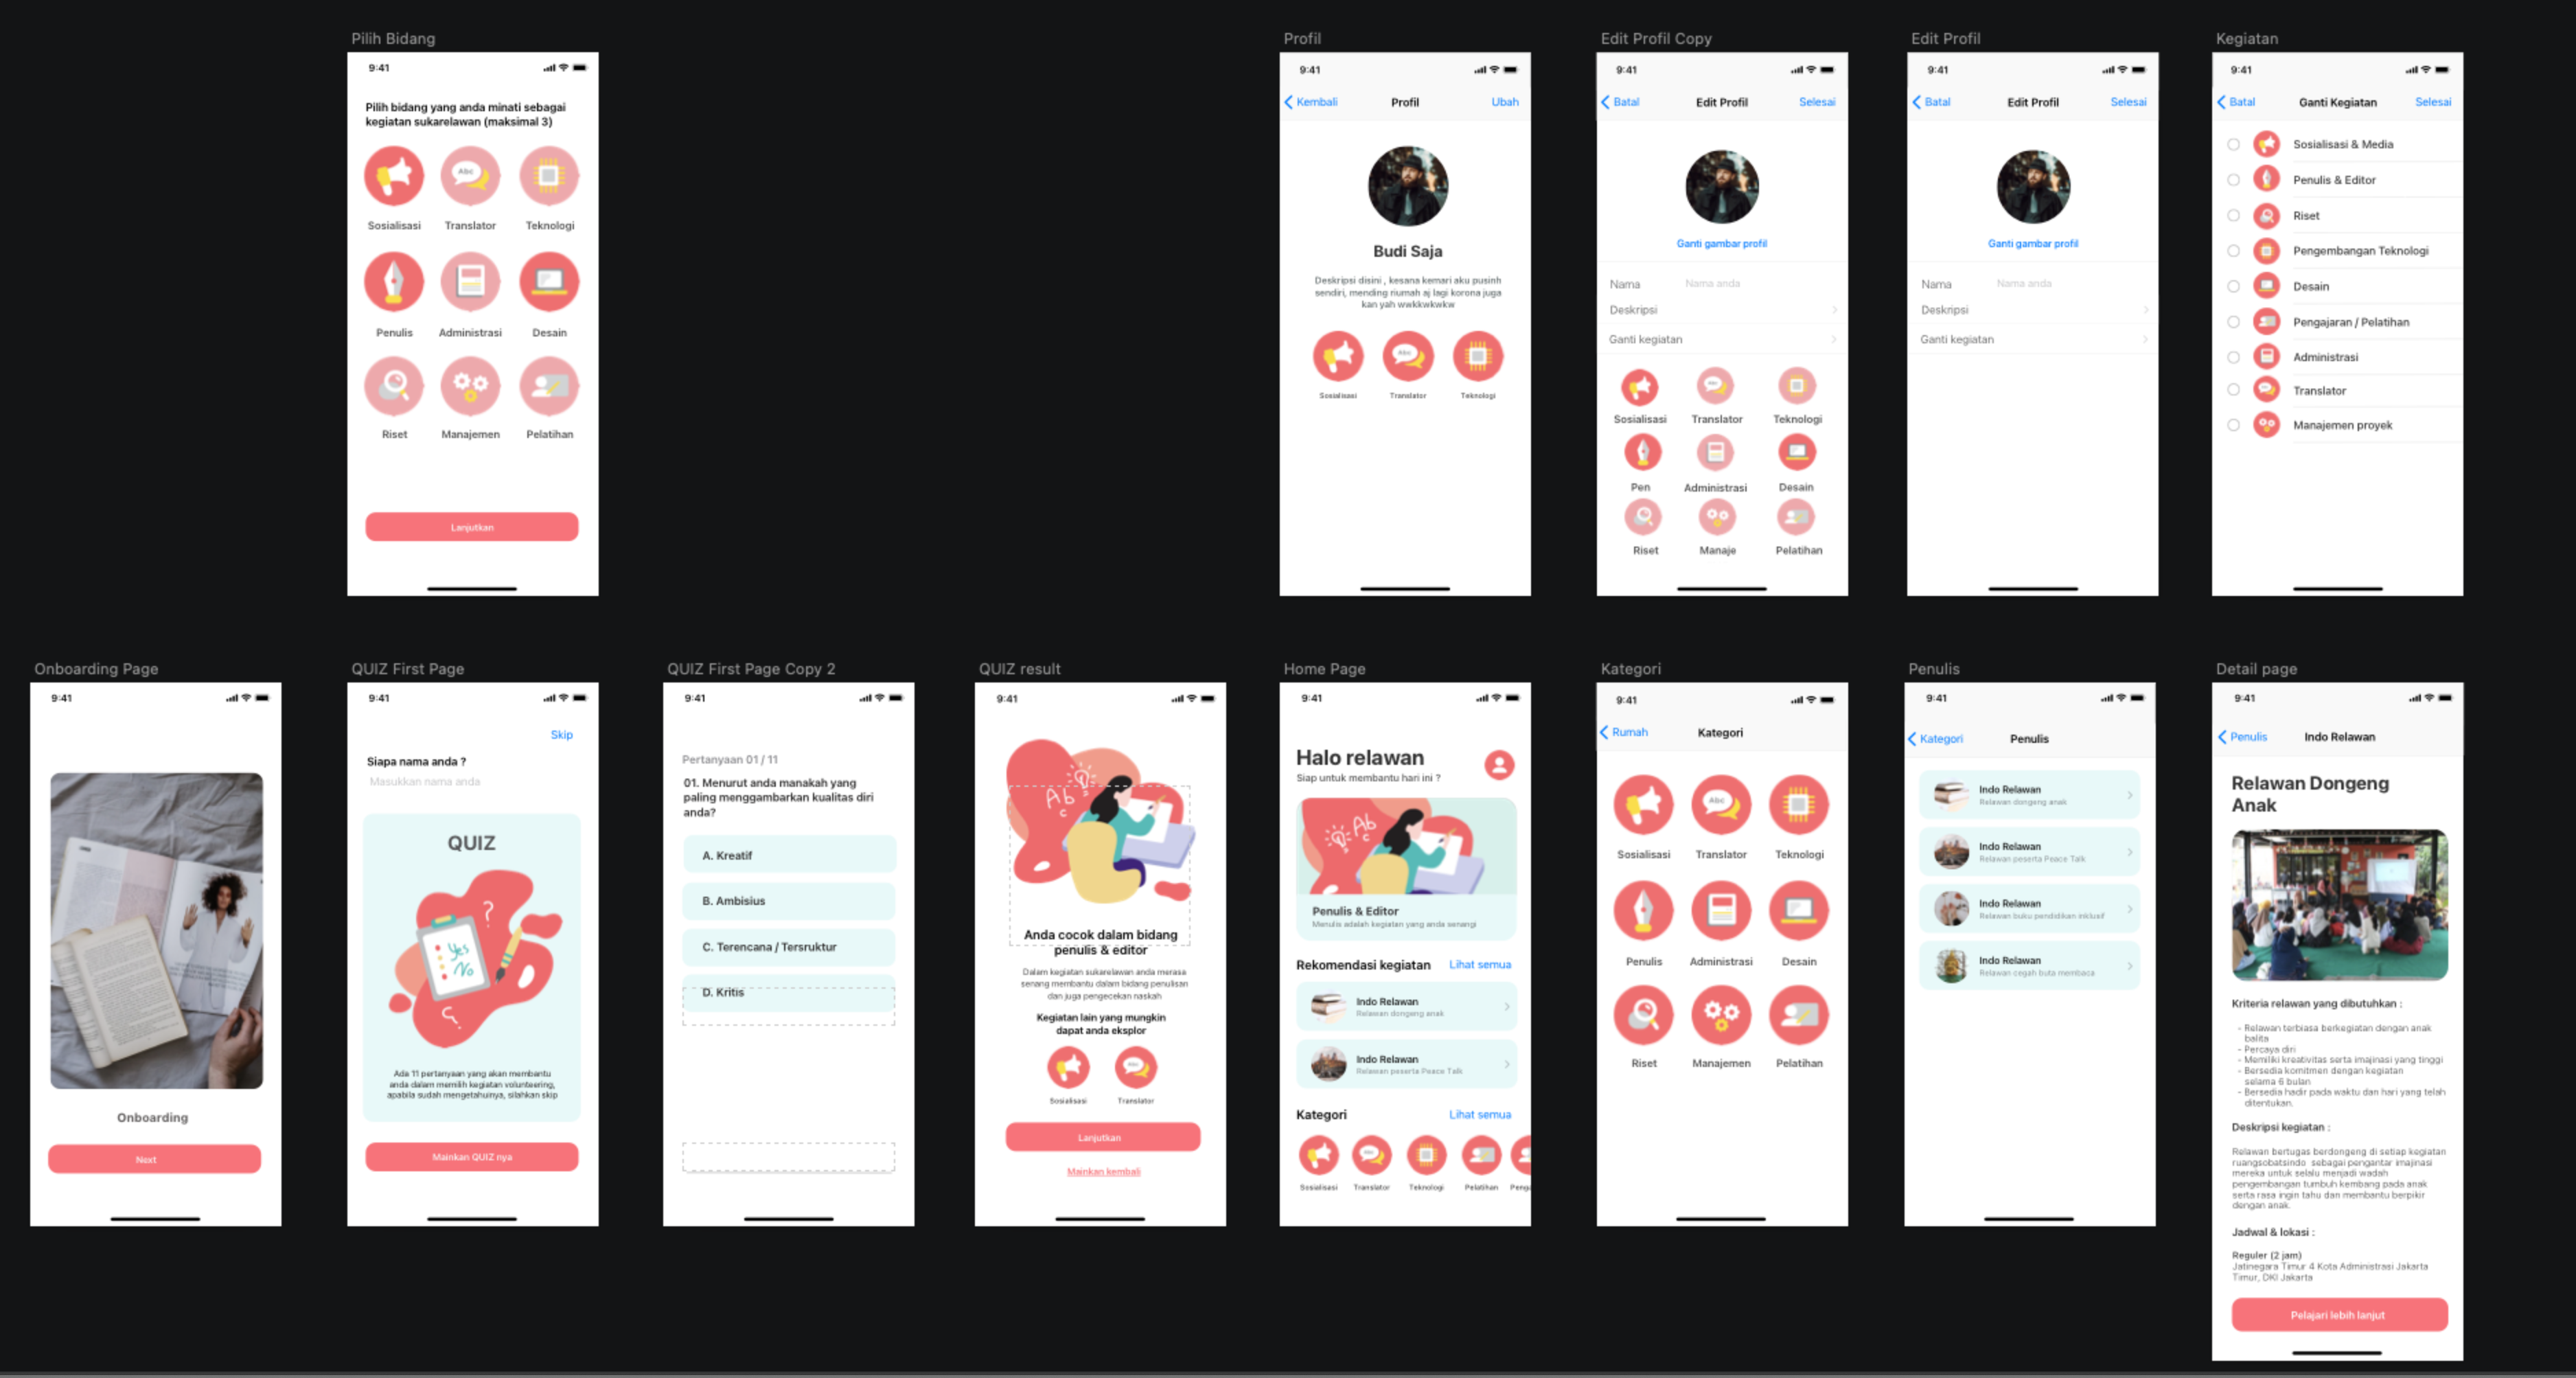 Pilih Bidang
9:41
Pilih bidang yang anda minati sebagai
kegiatan sukarelawan (maksimal 3)
Abc
Sosialisasi
Translator
Teknologi
Penulis
Administrasi
Desain
Riset
Manajemen
Pelatihan
Lanjutkan
Profil
9:41
Kembali
Profil
Ubah
Budi Saja
Deskripsi disini , kesana kemari aku pusinh
sendiri, mending riumah aj lagi korona juga
kan yah wwkkwkwkw
Abc
Sosialisasi
Translator
Teknologi
Edit Profil Copy
9:41
Batal
Edit Profil
Selesai
Ganti gambar profil
Nama
Nama anda
Deskripsi
Ganti kegiatan
Sosialisasi
Translator
Teknologi
Pen
Administrasi
Desain
Riset
Manaje
Pelatihan
Edit Profil
9:41
Batal
Edit Profil
Selesai
Ganti gambar profil
Nama
Nama anda
Deskripsi
Ganti kegiatan
Kegiatan
9:41
Batal
Ganti Kegiatan
Selesai
Sosialisasi & Media
Penulis & Editor
Riset
Pengembangan Teknologi
Desain
Pengajaran / Pelatihan
Administrasi
Translator
Manajemen proyek
Onboarding Page
9:41
Onboarding
Next
QUIZ First Page
9:41
Skip
Siapa nama anda ?
Masukkan nama anda
QUIZ
?
Yes
No
?
Ada 11 pertanyaan yang akan membantu
anda dalam memilih kegiatan volunteering,
apabila sudah mengetahuinya, silahkan skip
Mainkan QUIZ nya
QUIZ First Page Copy 2
9:41
Pertanyaan 01 / 11
01. Menurut anda manakah yang
paling menggambarkan kualitas diri
anda?
A. Kreatif
B. Ambisius
C. Terencana / Tersruktur
D. Kritis
QUIZ result
9:41
Ab
c
Anda cocok dalam bidang
penulis & editor
Dalam kegiatan sukarelawan anda merasa
senang membantu dalam bidang penulisan
dan juga pengecekan naskah
Kegiatan lain yang mungkin
dapat anda eksplor
Abc
Sosialisasi
Translator
Lanjutkan
Mainkan kembali
Home Page
9:41
Halo relawan
Siap untuk membantu hari ini ?
Ab
c
Penulis & Editor
Menulis adalah kegiatan yang anda senangi
Rekomendasi kegiatan
Lihat semua
Indo Relawan
Relawan dongeng anak
Indo Relawan
Relawan peserta Peace Talk
Kategori
Lihat semua
Sosialisasi
Translator
Teknologi
Pelatihan
Penga
Kategori
9:41
Rumah
Kategori
Abc
Sosialisasi
Translator
Teknologi
Penulis
Administrasi
Desain
Riset
Manajemen
Pelatihan
Penulis
9:41
Kategori
Penulis
Indo Relawan
Relawan dongeng anak
Indo Relawan
Relawan peserta Peace Talk
Indo Relawan
Relawan buku pendidikan inklusif
Indo Relawan
Relawan cegah buta membaca
Detail page
9:41
Penulis
Indo Relawan
Relawan Dongeng
Anak
Kriteria relawan yang dibutuhkan :
- Relawan terbiasa berkegiatan dengan anak
balita
- Percaya diri
- Memiliki kreativitas serta imajinasi yang tinggi
- Bersedia komitmen dengan kegiatan
selama 6 bulan
- Bersedia hadir pada waktu dan hari yang telah
ditentukan.
Deskripsi kegiatan :
Relawan bertugas berdongeng di setiap kegiatan
ruangsobatsindo sebagai pengantar imajinasi
mereka untuk selalu menjadi wadah
pengembangan tumbuh kembang pada anak
serta rasa ingin tahu dan membantu berpikir
dengan anak.
Jadwal & lokasi :
Reguler (2 jam)
Jatinegara Timur 4 Kota Administrasi Jakarta
Timur, DKI Jakarta
Pelajari lebih lanjut